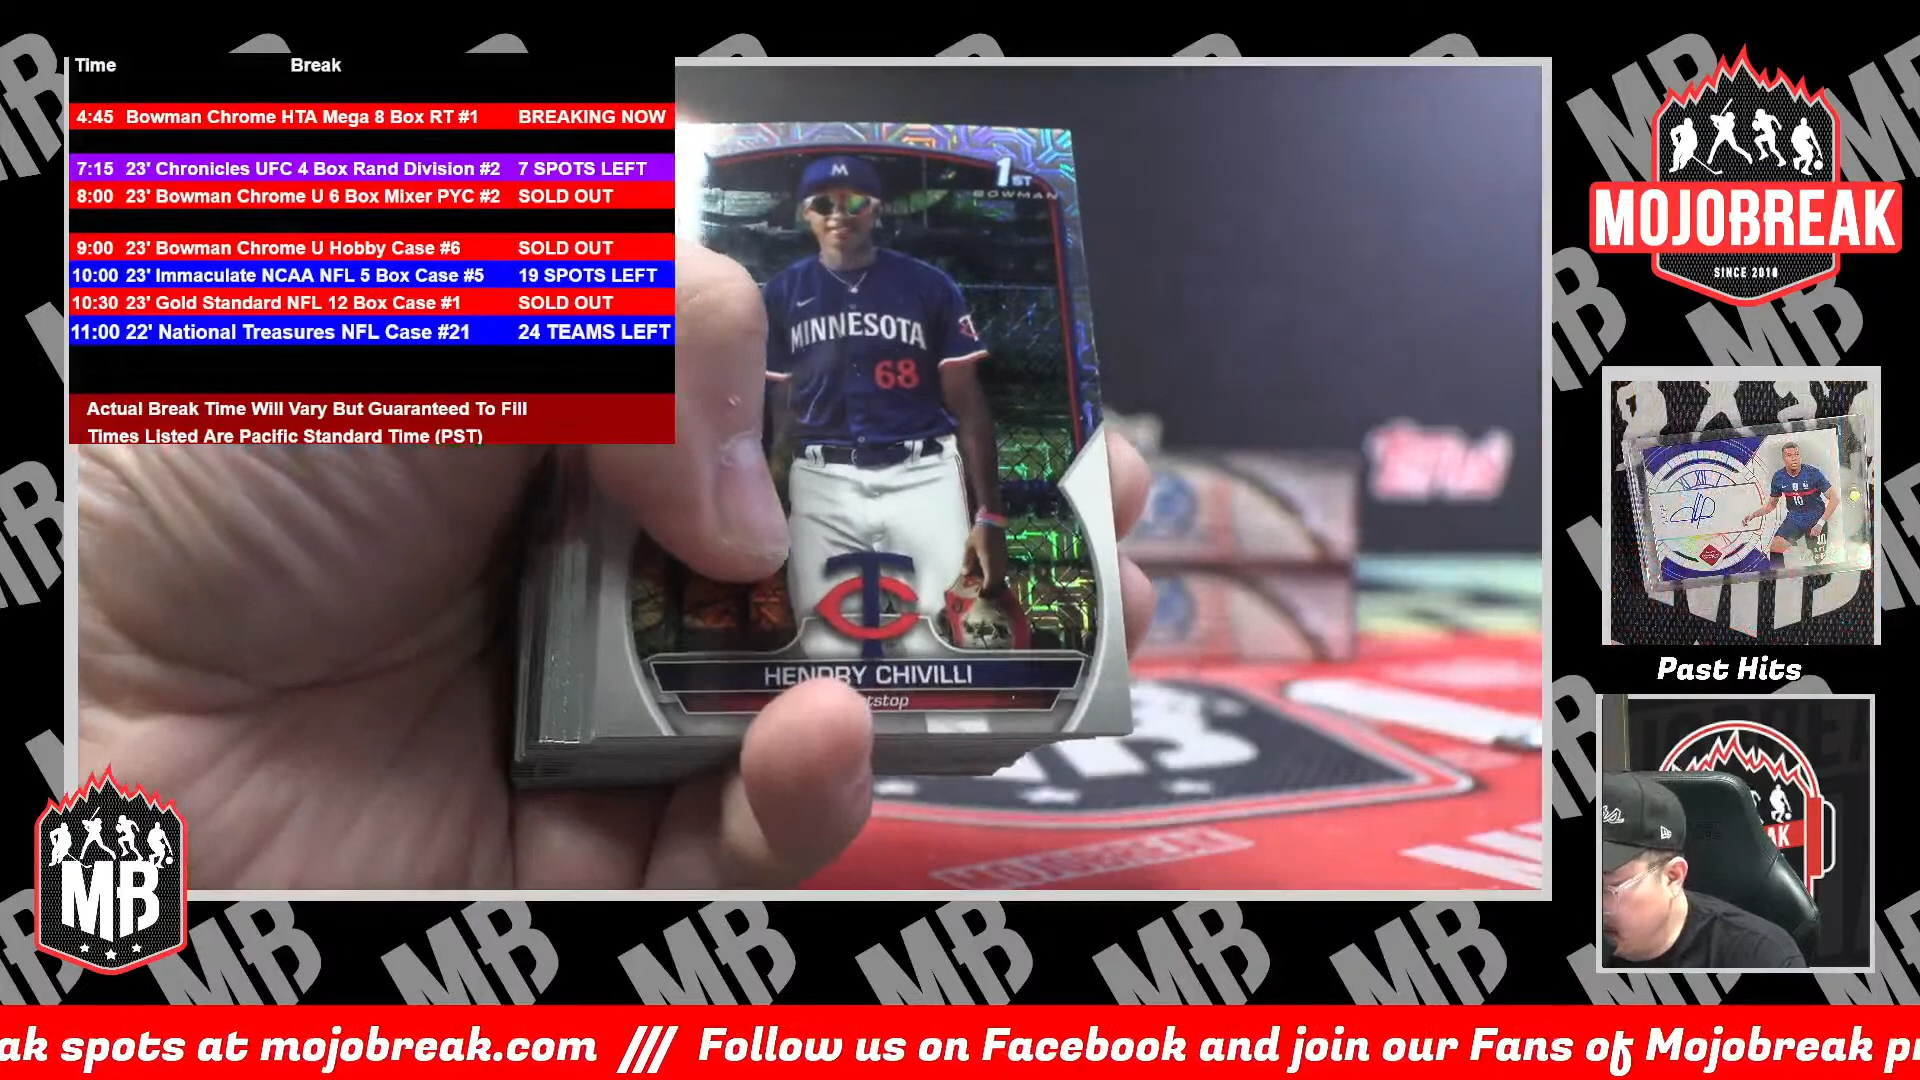 Time Break
4:45 Bowman Chrome HTA Mega 8 Box RT #1 BREAKING NOW
7:15 23' Chronicles UFC 4 Box Rand Division #2 7 SPOTS LEFT
8:00 23' Bowman Chrome U 6 Box Mixer PYC #2 SOLD OUT
9:00 23' Bowman Chrome U Hobby Case #6 SOLD OUT
10:00 23' Immaculate NCAA NFL 5 Box Case #5 19 SPOTS LEFT
10:30 23' Gold Standard NFL 12 Box Case #1 SOLD OUT
11:00 22' National Treasures NFL Case #21 24 TEAMS LEFT
Actual Break Time Will Vary But Guaranteed To Fill
Times Listed Are Pacific Standard Time (PST)
M
1ST
BOWMAN
MINNESOTA
68
TC
HENDRY CHIVILLI
MOJOBREAK
SINCE 2010
10
Past Hits
MB
MB
ak spots at mojobreak.com /// Follow us on Facebook and join our Fans of Mojobreak